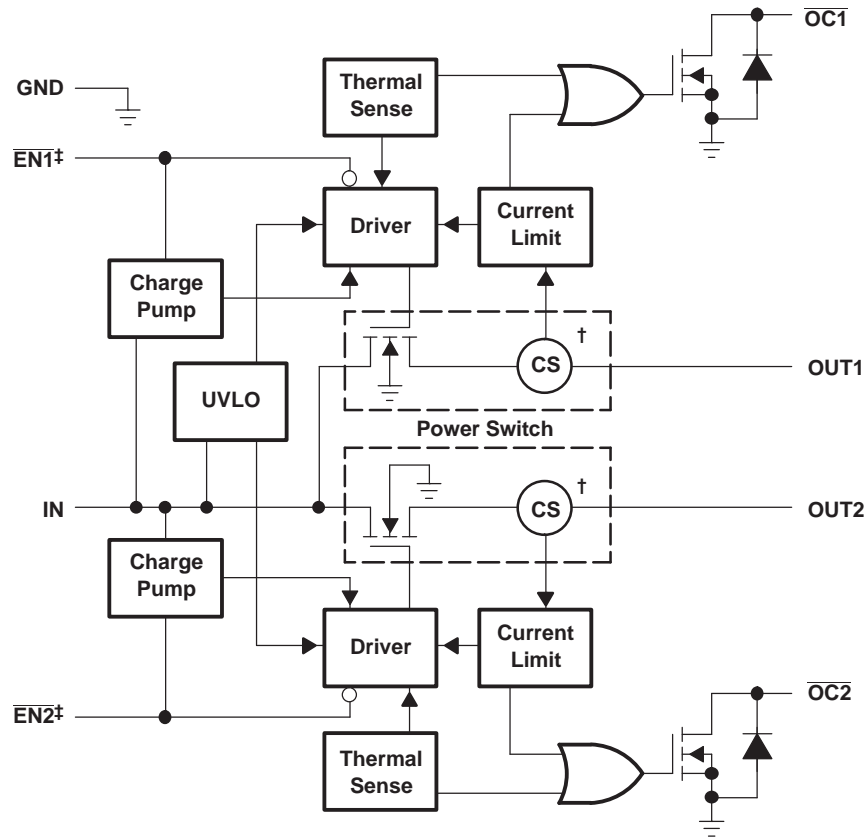 OC1
Thermal
Sense
GND
EN1‡
Driver
Current
Limit
Charge
Pump
†
CS
OUT1
UVLO
Power Switch
†
IN
CS
OUT2
Charge
Pump
Driver
Current
Limit
OC2
EN2‡
Thermal
Sense